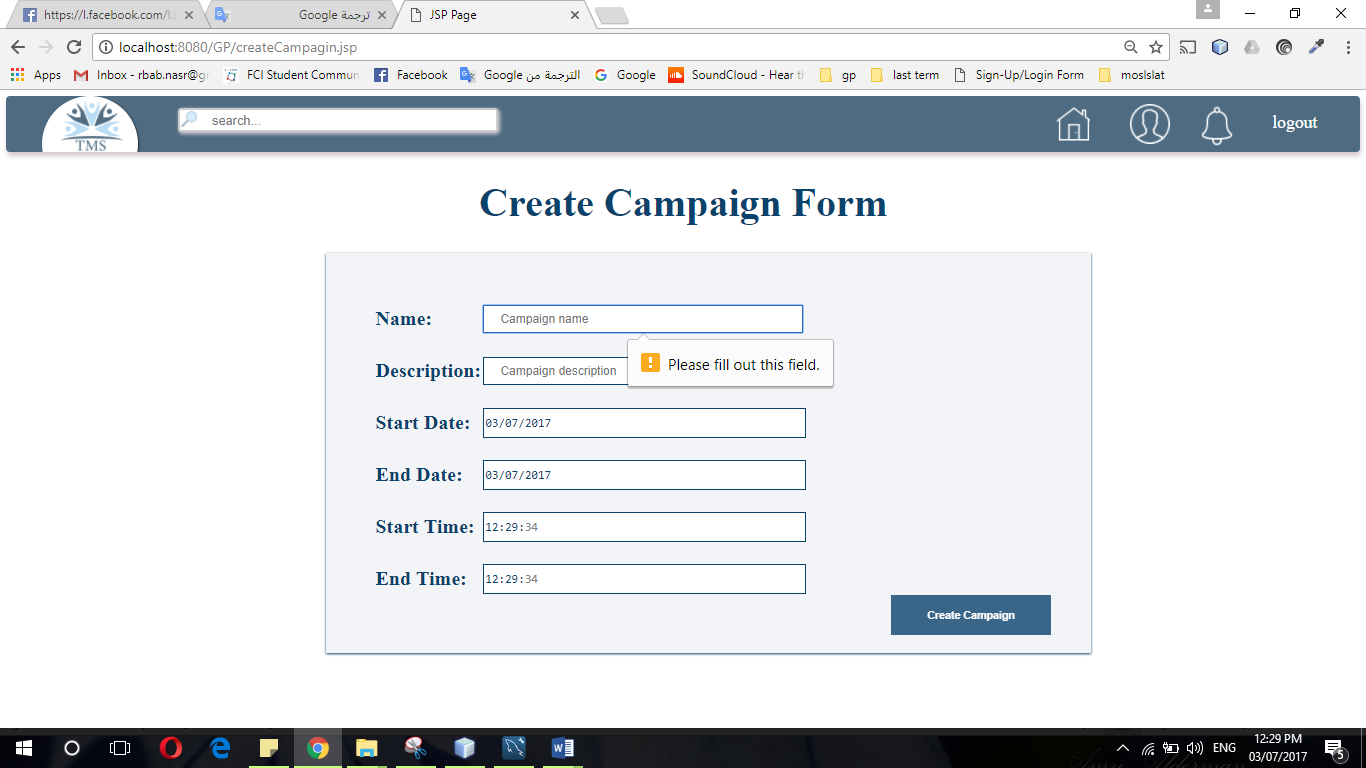 https://l.facebook.com/l. ترجمة Google JSP Page
localhost:8080/GP/createCampagin.jsp
Apps Inbox - rbab.nasr@g FCI Student Commun Facebook الترجمة من Google Google SoundCloud - Hear t gp last term Sign-Up/Login Form moslslat
TMS search... logout
Create Campaign Form
Name: Campaign name
Please fill out this field.
Description: Campaign description
Start Date: 03/07/2017
End Date: 03/07/2017
Start Time: 12:29:34
End Time: 12:29:34
Create Campaign
ENG 12:29 PM
03/07/2017 5